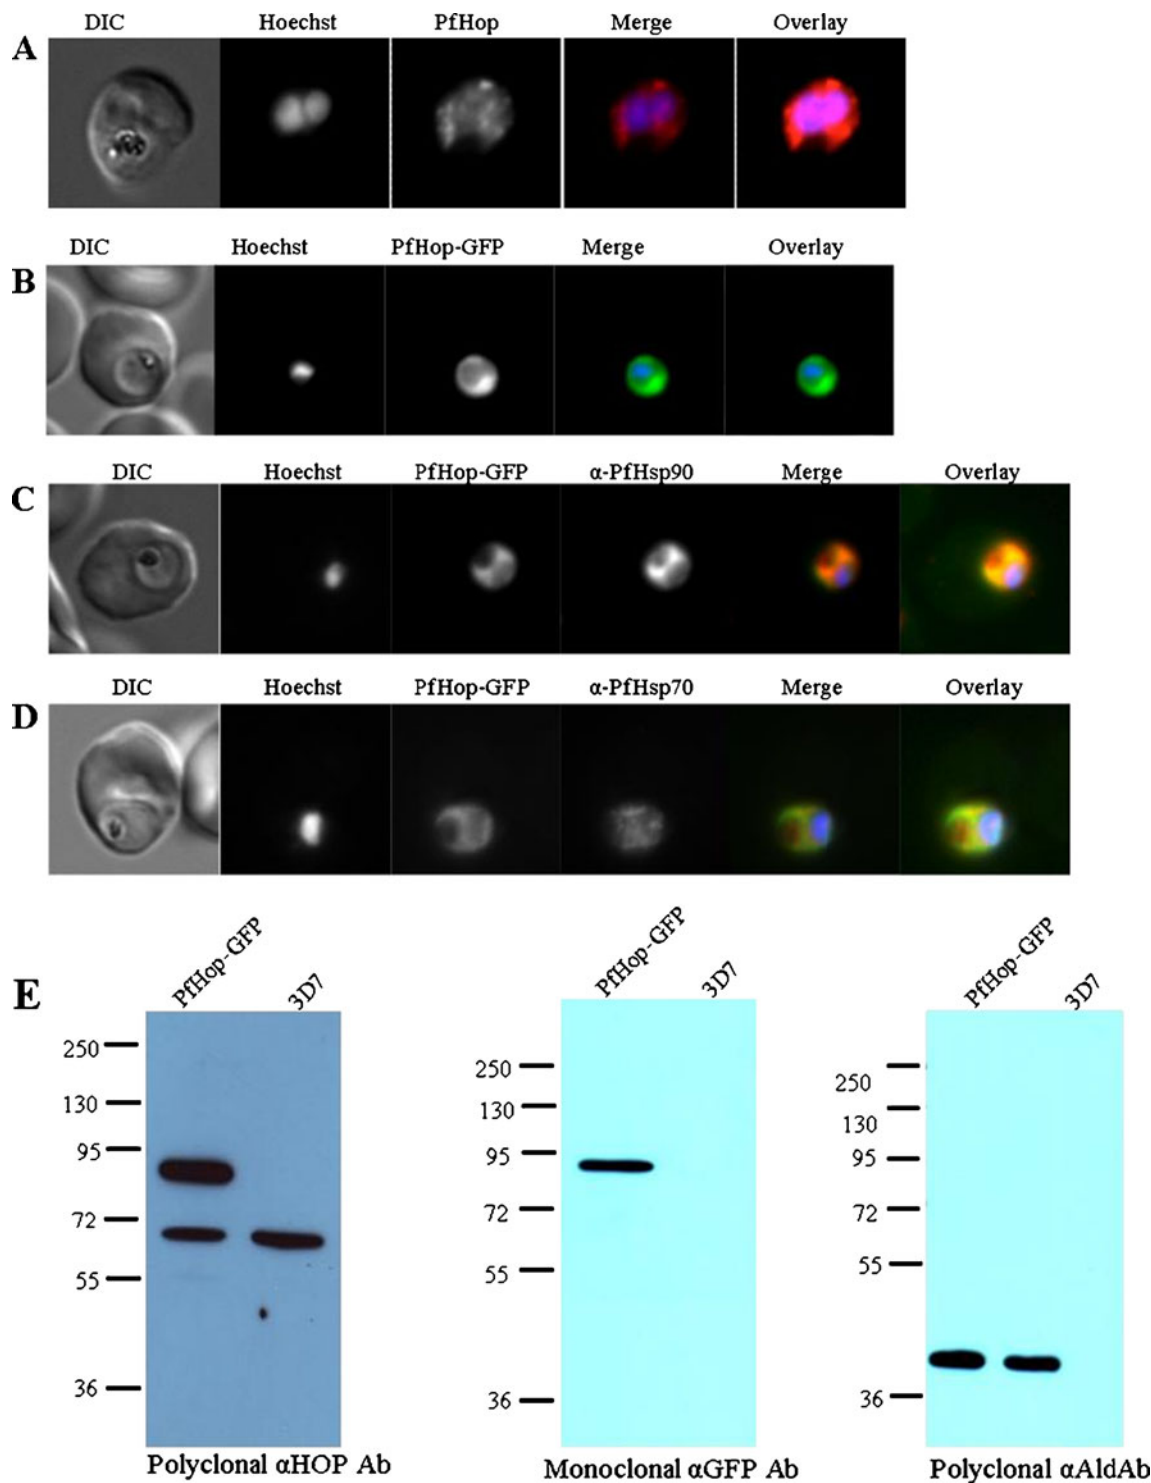 DIC Hoechst PfHop Merge Overlay
A
DIC Hoechst PfHop-GFP Merge Overlay
B
DIC Hoechst PfHop-GFP α-PfHsp90 Merge Overlay
C
DIC Hoechst PfHop-GFP α-PfHsp70 Merge Overlay
D
E
PfHop-GFP 3D7
250
130
95
72
55
36
Polyclonal αHOP Ab
PfHop-GFP 3D7
250
130
95
72
55
36
Monoclonal αGFP Ab
PfHop-GFP 3D7
250
130
95
72
55
36
Polyclonal αAldAb